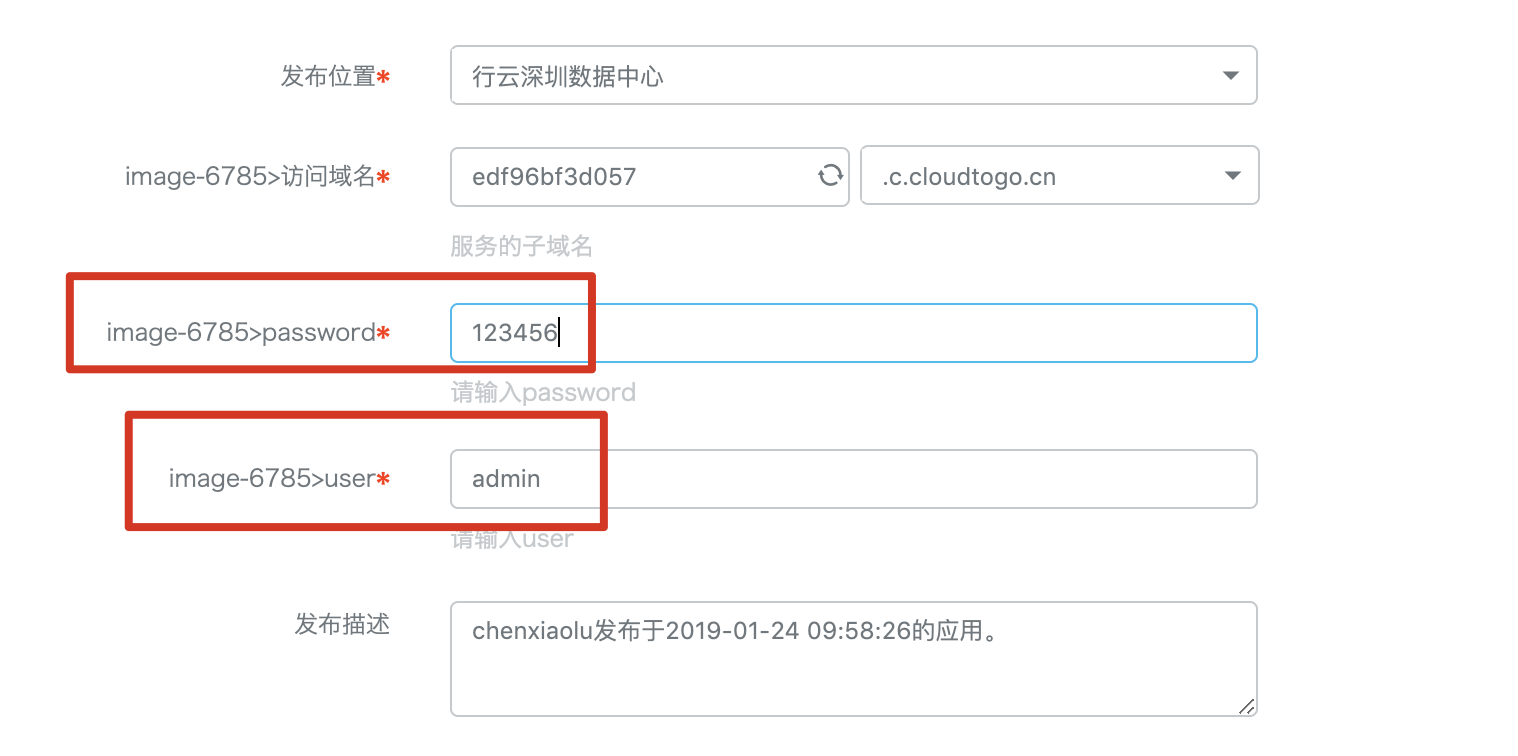 发布位置* 行云深圳数据中心
image-6785>访问域名* edf96bf3d057 .c.cloudtogo.cn
服务的子域名
image-6785>password* 123456
请输入password
image-6785>user* admin
请输入user
发布描述 chenxiaolu发布于2019-01-24 09:58:26的应用。